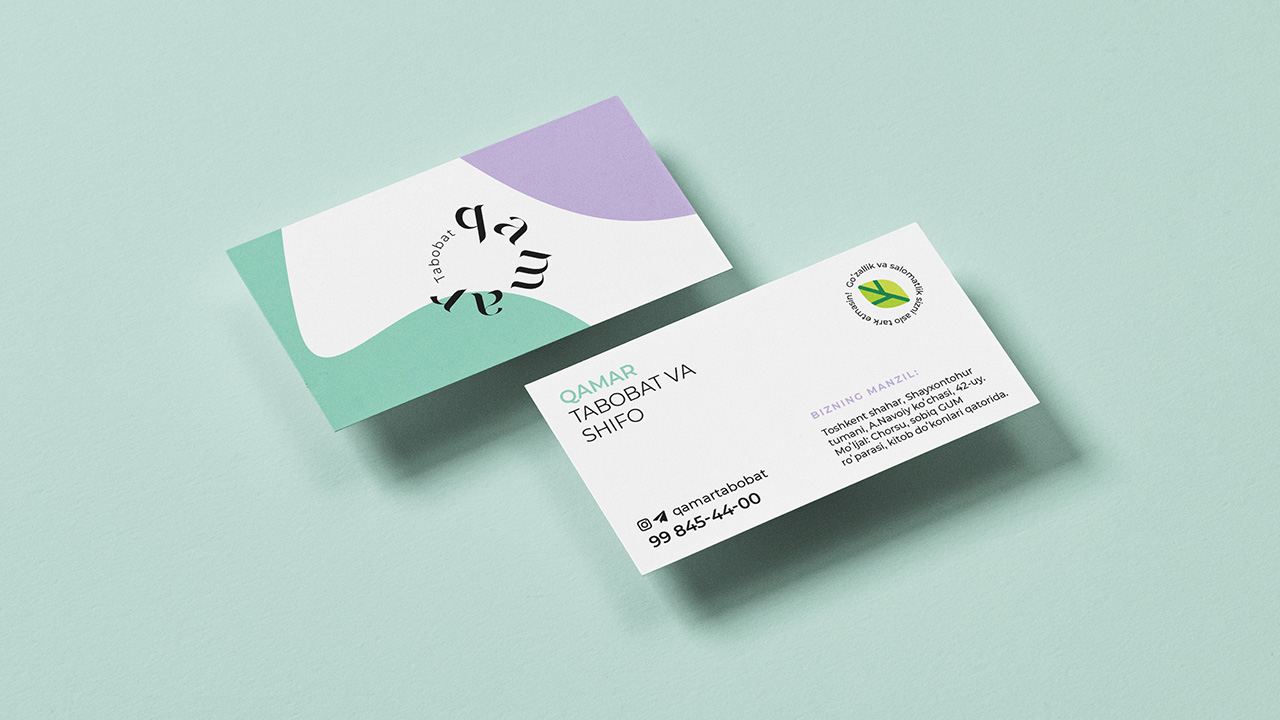 Tabobat
qamar
QAMAR
TABOBAT VA
SHIFO
qamartabobat
99 845-44-00
Go'zallik va salomatlik sizni aslo tark etmasin!
BIZNING MANZIL:
Toshkent shahar, Shayxontohur
tumani, A.Navoiy ko'chasi, 42-uy.
Mo'ljal: Chorsu, sobiq GUM
ro'parasi, kitob do'konlari qatorida.